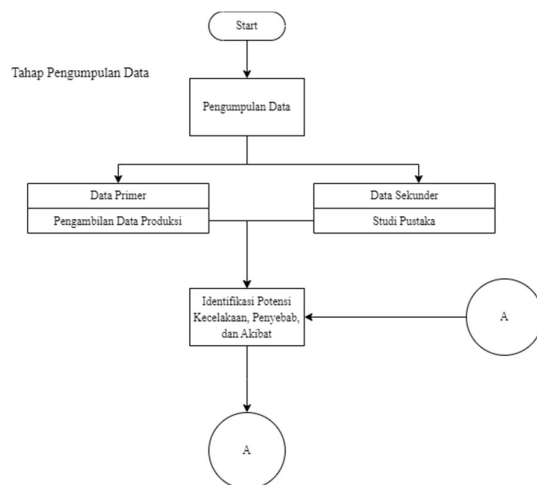 Start
Tahap Pengumpulan Data
Pengumpulan Data
Data Primer
Pengambilan Data Produksi
Data Sekunder
Studi Pustaka
Identifikasi Potensi
Kecelakaan, Penyebab,
dan Akibat
A
A